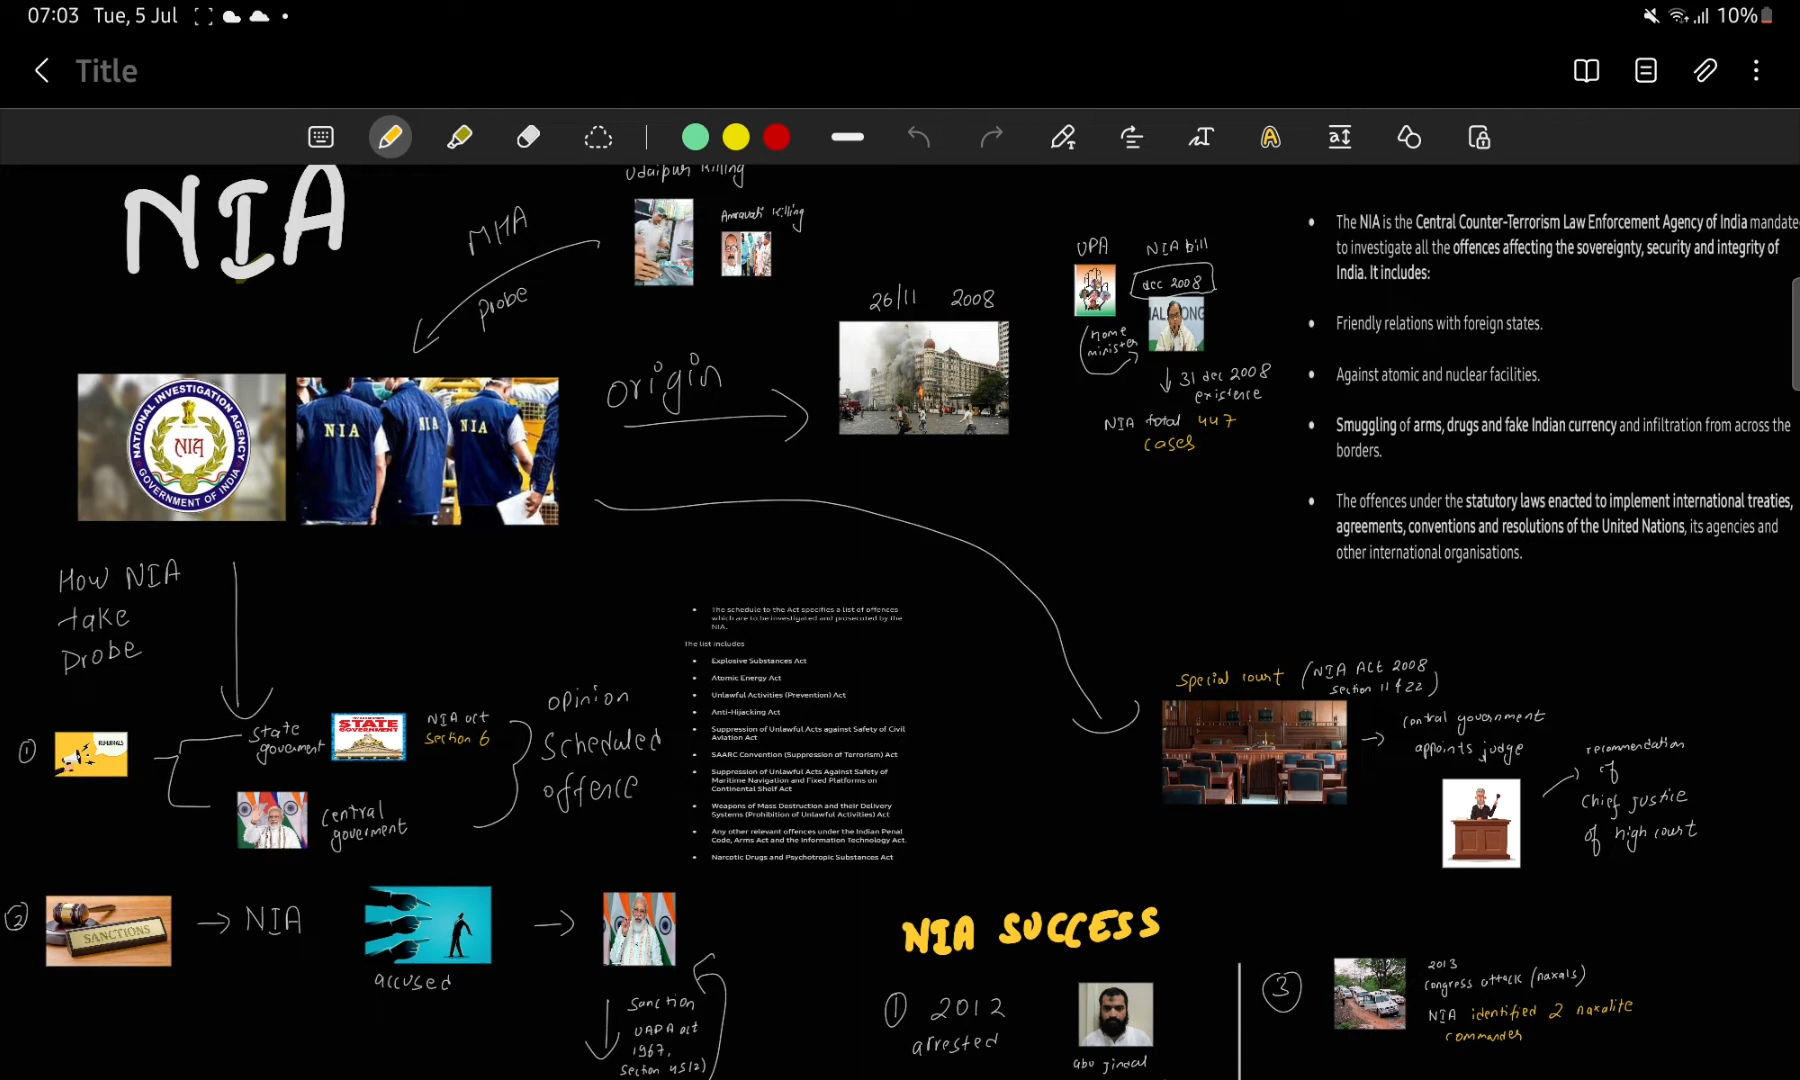 07:03 Tue, 5 Jul
10%
Title
NIA
MHA
Probe
Udaipur killing
Amravati killing
NATIONAL INVESTIGATION AGENCY
NIA
GOVERNMENT OF INDIA
NIA
NIA
NIA
origin
26/11 2008
UPA
NIA bill
dec 2008
Home
minister
31 dec 2008
existence
NIA total 447
cases
The NIA is the Central Counter-Terrorism Law Enforcement Agency of India mandate
to investigate all the offences affecting the sovereignty, security and integrity of
India. It includes:
Friendly relations with foreign states.
Against atomic and nuclear facilities.
Smuggling of arms, drugs and fake Indian currency and infiltration from across the
borders.
The offences under the statutory laws enacted to implement international treaties,
agreements, conventions and resolutions of the United Nations, its agencies and
other international organisations.
How NIA
take
Probe
①
State
goverment
STATE
GOVERNMENT
NIA act
Section 6
Central
goverment
opinion
Scheduled
offence
The schedule to the Act specifies a list of offences
which are to be investigated and prosecuted by the
NIA.
The list includes
Explosive Substances Act
Atomic Energy Act
Unlawful Activities (Prevention) Act
Anti-Hijacking Act
Suppression of Unlawful Acts against Safety of Civil
Aviation Act
SAARC Convention (Suppression of Terrorism) Act
Suppression of Unlawful Acts Against Safety of
Maritime Navigation and Fixed Platforms on
Continental Shelf Act
Weapons of Mass Destruction and their Delivery
Systems (Prohibition of Unlawful Activities) Act
Any other relevant offences under the Indian Penal
Code, Arms Act and the Information Technology Act.
Narcotic Drugs and Psychotropic Substances Act
Special court (NIA ACT 2008
Section 11 & 22)
Central government
appoints judge
recommendation
of
Chief justice
of high court
②
SANCTIONS
NIA
accused
Sanction
UAPA act
1967,
Section 45(2)
NIA SUCCESS
① 2012
arrested
abu jindal
③
2013
Congress attack (naxals)
NIA identified 2 naxalite
commander